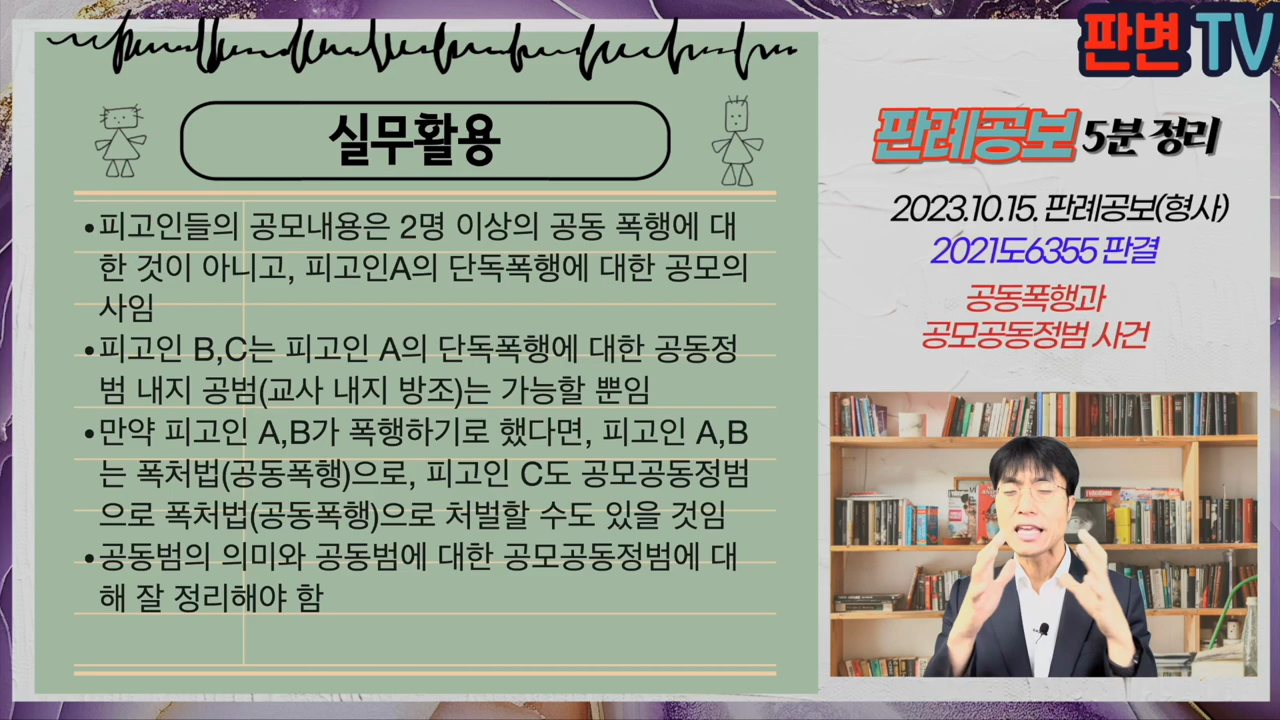 판변 TV
실무활용
•피고인들의 공모내용은 2명 이상의 공동 폭행에 대
한 것이 아니고, 피고인A의 단독폭행에 대한 공모의
사임
•피고인 B,C는 피고인 A의 단독폭행에 대한 공동정
범 내지 공범(교사 내지 방조)는 가능할 뿐임
•만약 피고인 A,B가 폭행하기로 했다면, 피고인 A,B
는 폭처법(공동폭행)으로, 피고인 C도 공모공동정범
으로 폭처법(공동폭행)으로 처벌할 수도 있을 것임
•공동범의 의미와 공동범에 대한 공모공동정범에 대
해 잘 정리해야 함
판례공보 5분 정리
2023.10.15. 판례공보(형사)
2021도6355 판결
공동폭행과
공모공동정범 사건